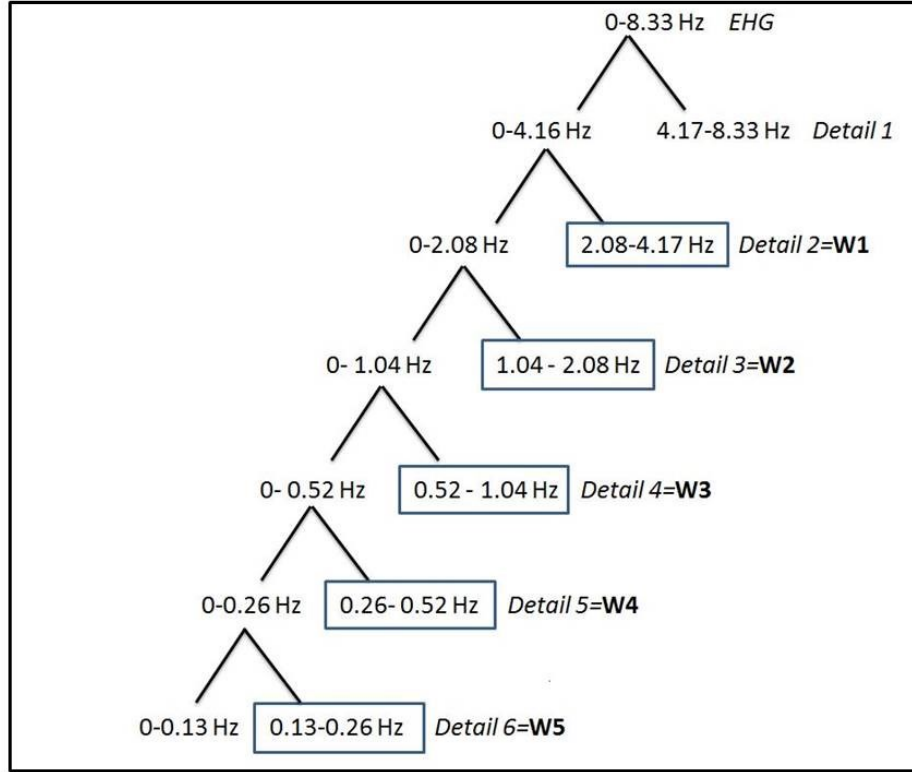 0-8.33 Hz EHG
0-4.16 Hz 4.17-8.33 Hz Detail 1
0-2.08 Hz 2.08-4.17 Hz Detail 2=W1
0- 1.04 Hz 1.04 - 2.08 Hz Detail 3=W2
0- 0.52 Hz 0.52 - 1.04 Hz Detail 4=W3
0-0.26 Hz 0.26- 0.52 Hz Detail 5=W4
0-0.13 Hz 0.13-0.26 Hz Detail 6=W5